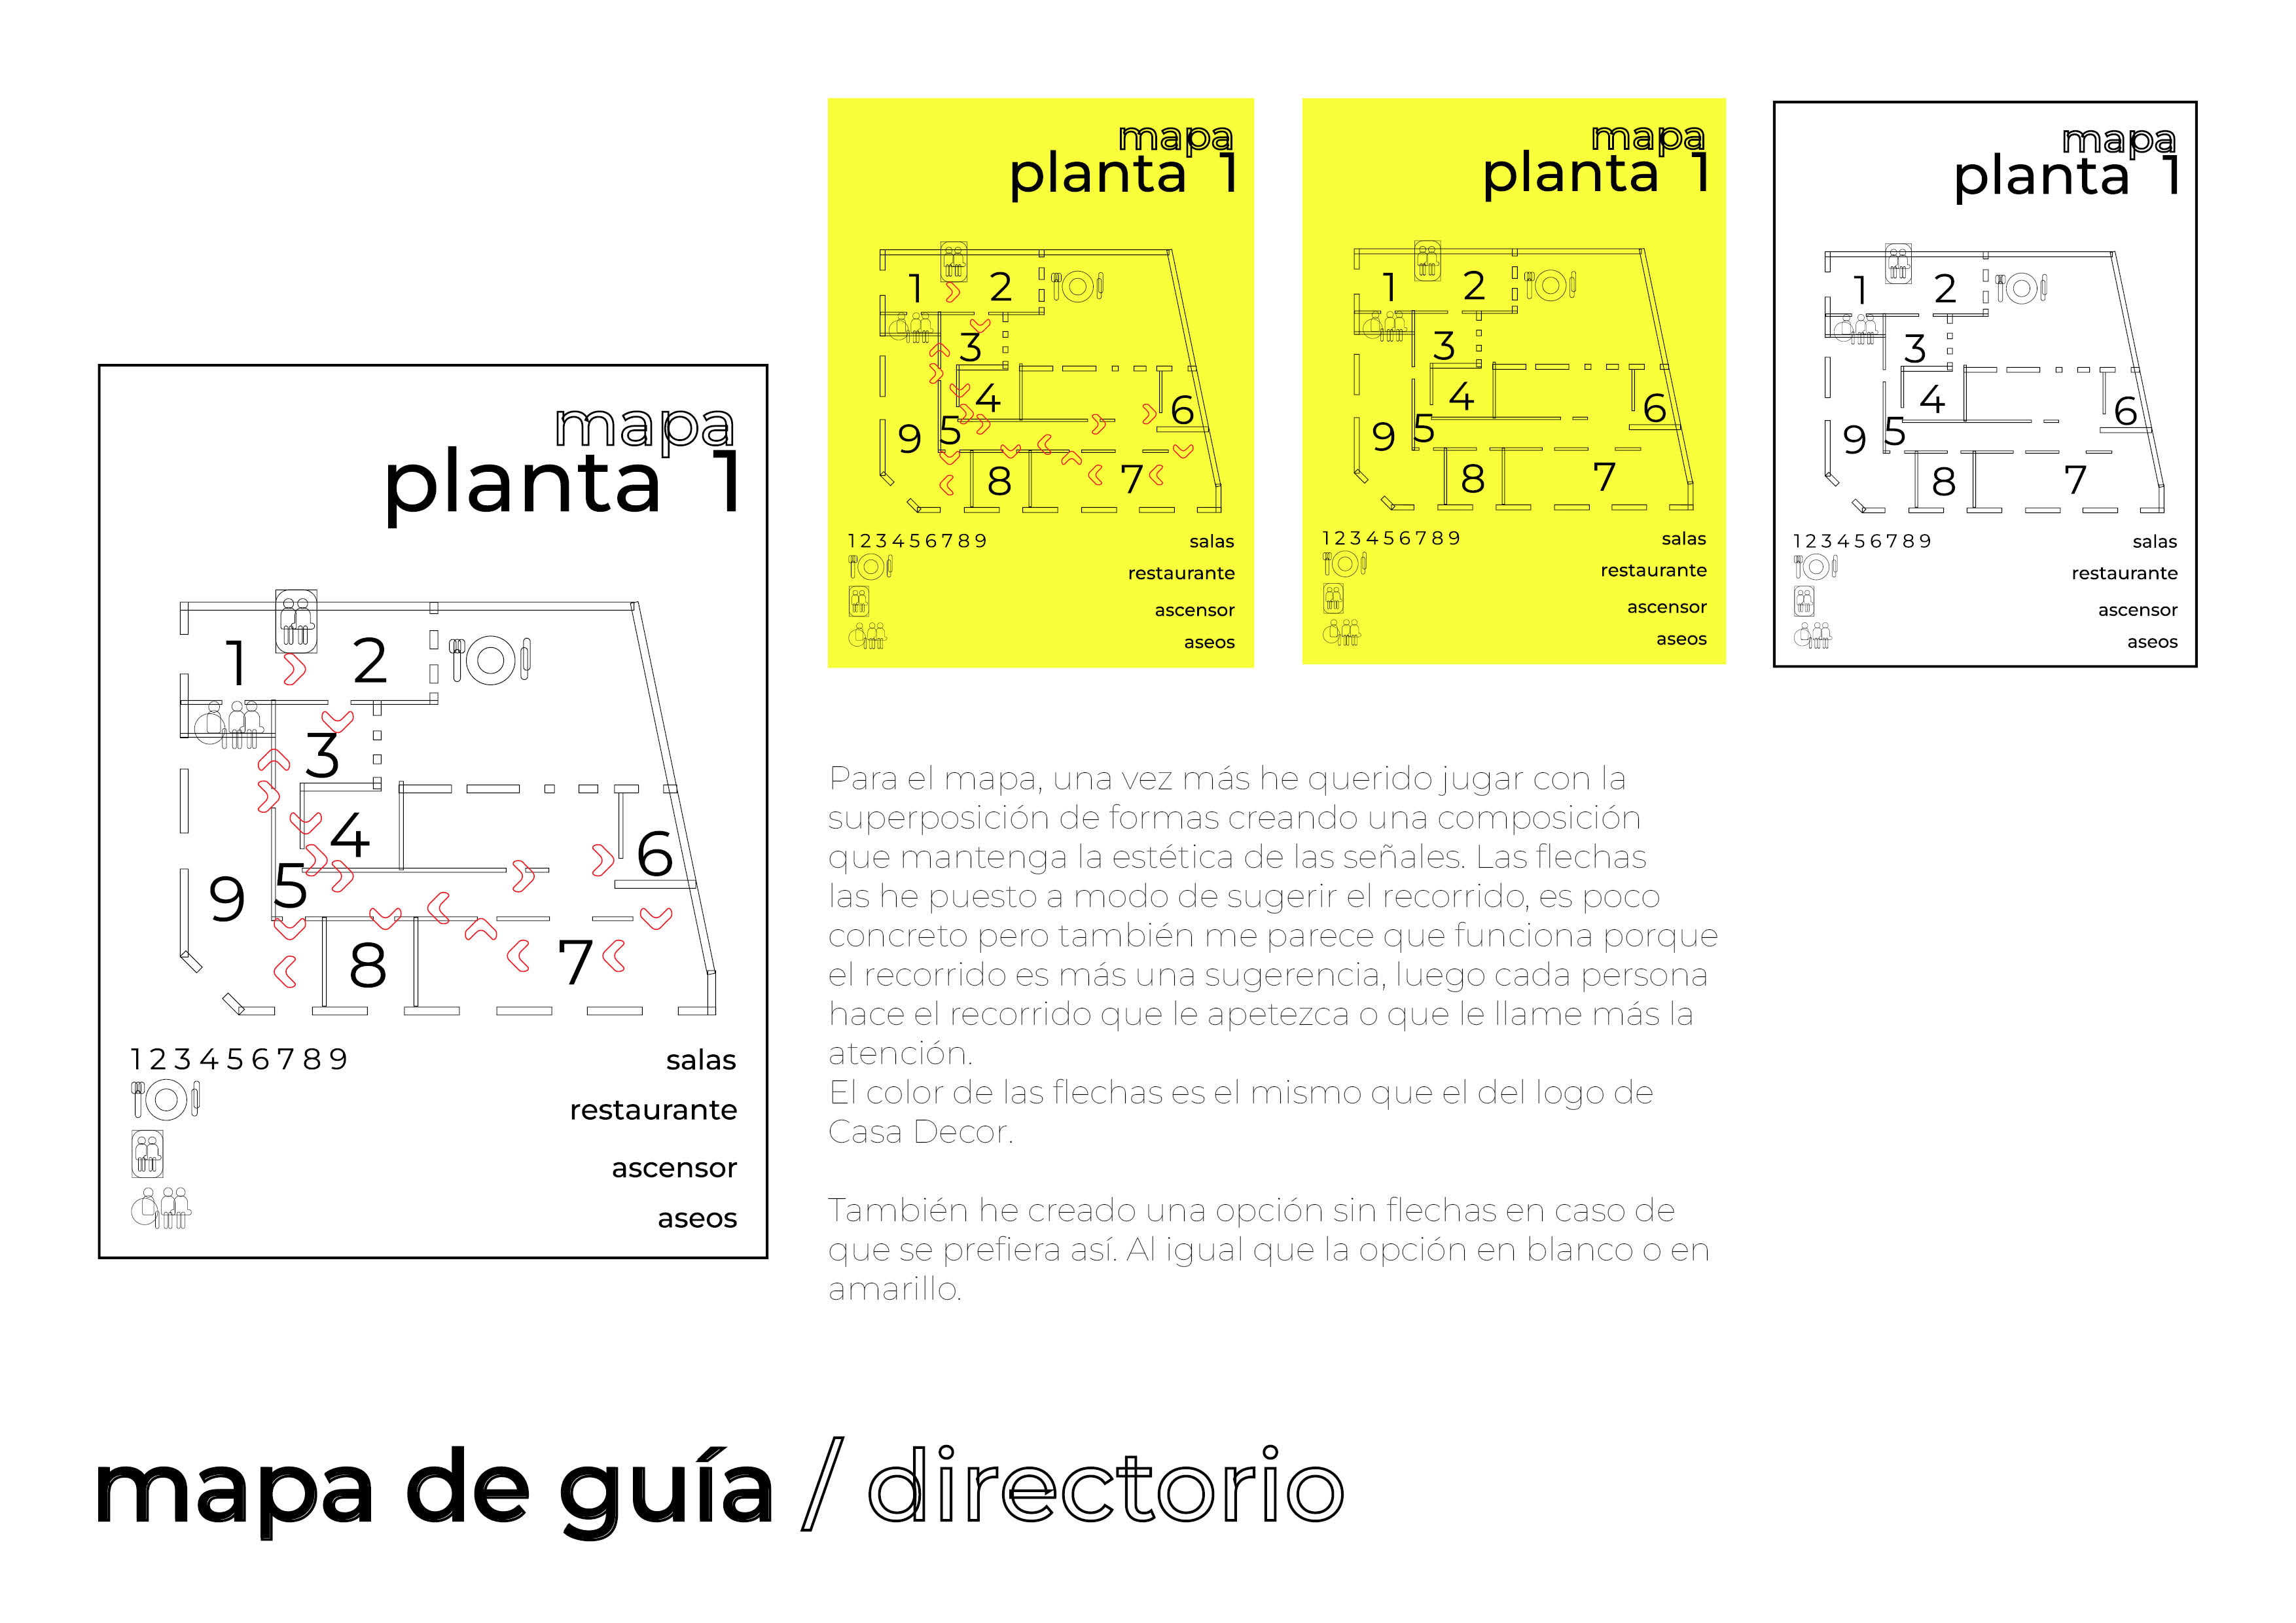 mapa
planta 1
1
2
3
4
5
6
7
8
9
1 2 3 4 5 6 7 8 9
salas
restaurante
ascensor
aseos
mapa
planta 1
1
2
3
4
5
6
7
8
9
1 2 3 4 5 6 7 8 9
salas
restaurante
ascensor
aseos
mapa
planta 1
1
2
3
4
5
6
7
8
9
1 2 3 4 5 6 7 8 9
salas
restaurante
ascensor
aseos
mapa
planta 1
1
2
3
4
5
6
7
8
9
1 2 3 4 5 6 7 8 9
salas
restaurante
ascensor
aseos
Para el mapa, una vez más he querido jugar con la
superposición de formas creando una composición
que mantenga la estética de las señales. Las flechas
las he puesto a modo de sugerir el recorrido, es poco
concreto pero también me parece que funciona porque
el recorrido es más una sugerencia, luego cada persona
hace el recorrido que le apetezca o que le llame más la
atención.
El color de las flechas es el mismo que el del logo de
Casa Decor.
También he creado una opción sin flechas en caso de
que se prefiera así. Al igual que la opción en blanco o en
amarillo.
mapa de guía / directorio